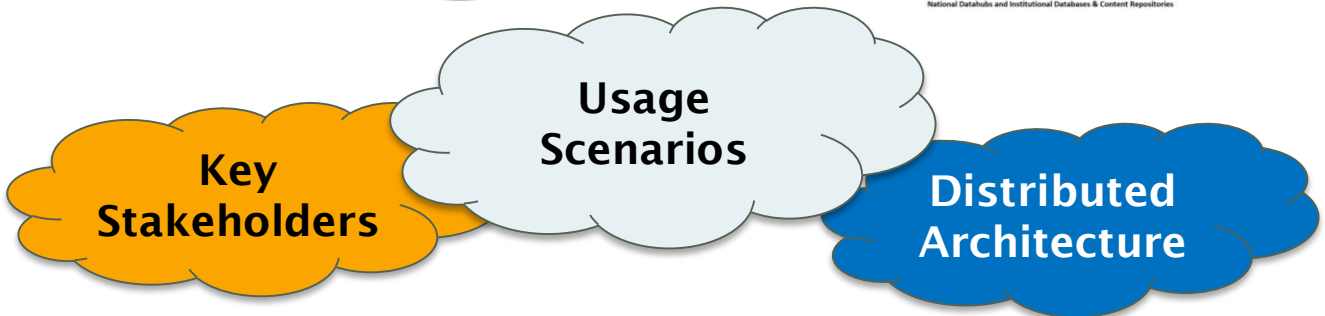 National Datahubs and Institutional Databases & Content Repositories
Usage
Scenarios
Key
Stakeholders
Distributed
Architecture